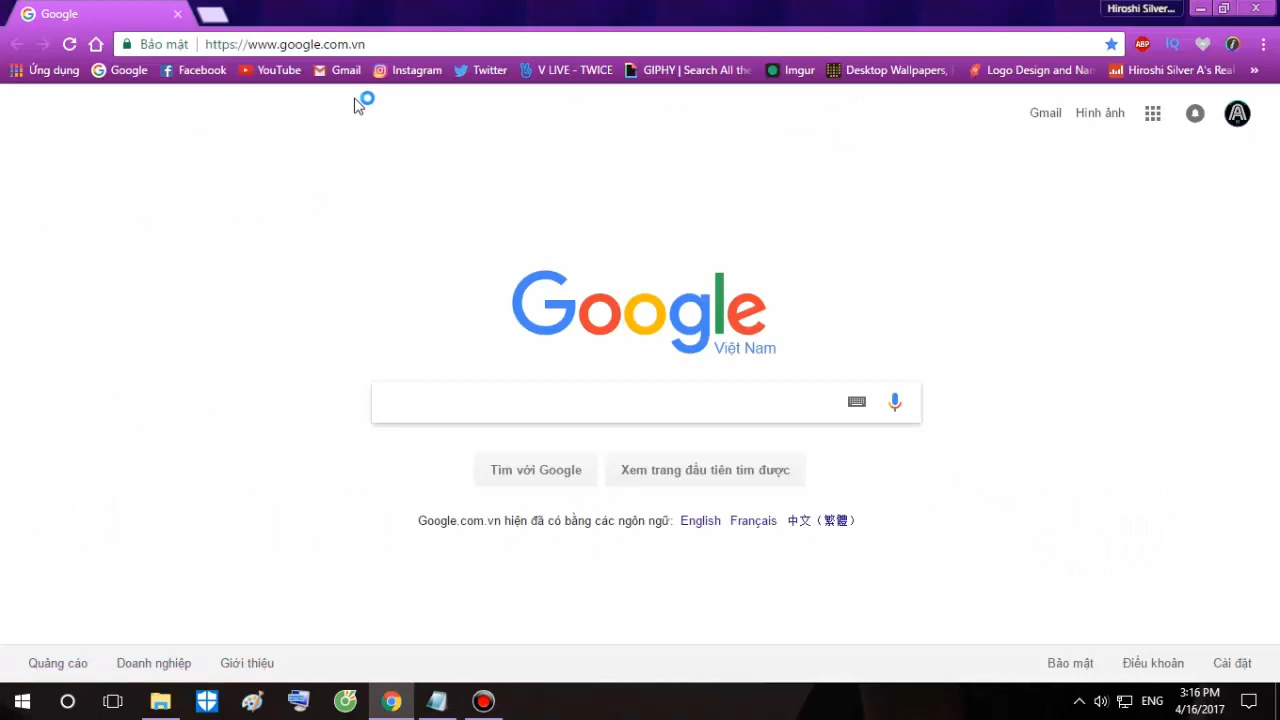 Google
Hiroshi Silver...
Bảo mật https://www.google.com.vn
ABP IQ
Ứng dụng Google Facebook YouTube Gmail Instagram Twitter V LIVE - TWICE GIPHY | Search All the Imgur Desktop Wallpapers, Logo Design and Nan Hiroshi Silver A's Real »
Gmail Hình ảnh
Google
Việt Nam
Tìm với Google Xem trang đầu tiên tìm được
Google.com.vn hiện đã có bằng các ngôn ngữ: English Français 中文（繁體）
Quảng cáo Doanh nghiệp Giới thiệu Bảo mật Điều khoản Cài đặt
ENG
3:16 PM
4/16/2017